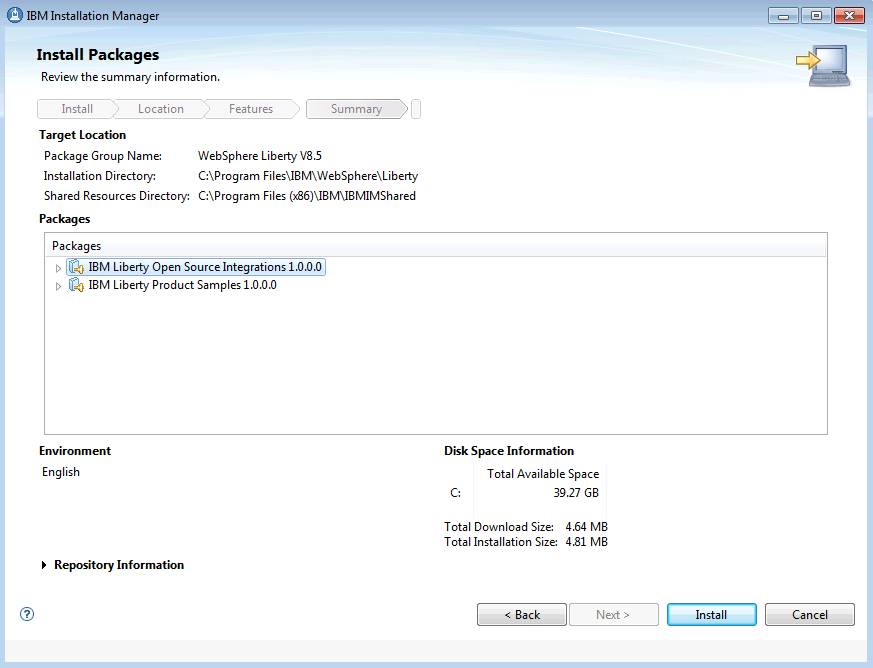 IBM Installation Manager
Install Packages
Review the summary information.
Install Location Features Summary
Target Location
Package Group Name: WebSphere Liberty V8.5
Installation Directory: C:\Program Files\IBM\WebSphere\Liberty
Shared Resources Directory: C:\Program Files (x86)\IBM\IBMIMShared
Packages
Packages
IBM Liberty Open Source Integrations 1.0.0.0
IBM Liberty Product Samples 1.0.0.0
Environment
English
Disk Space Information
Total Available Space
C: 39.27 GB
Total Download Size: 4.64 MB
Total Installation Size: 4.81 MB
Repository Information
?
< Back Next > Install Cancel